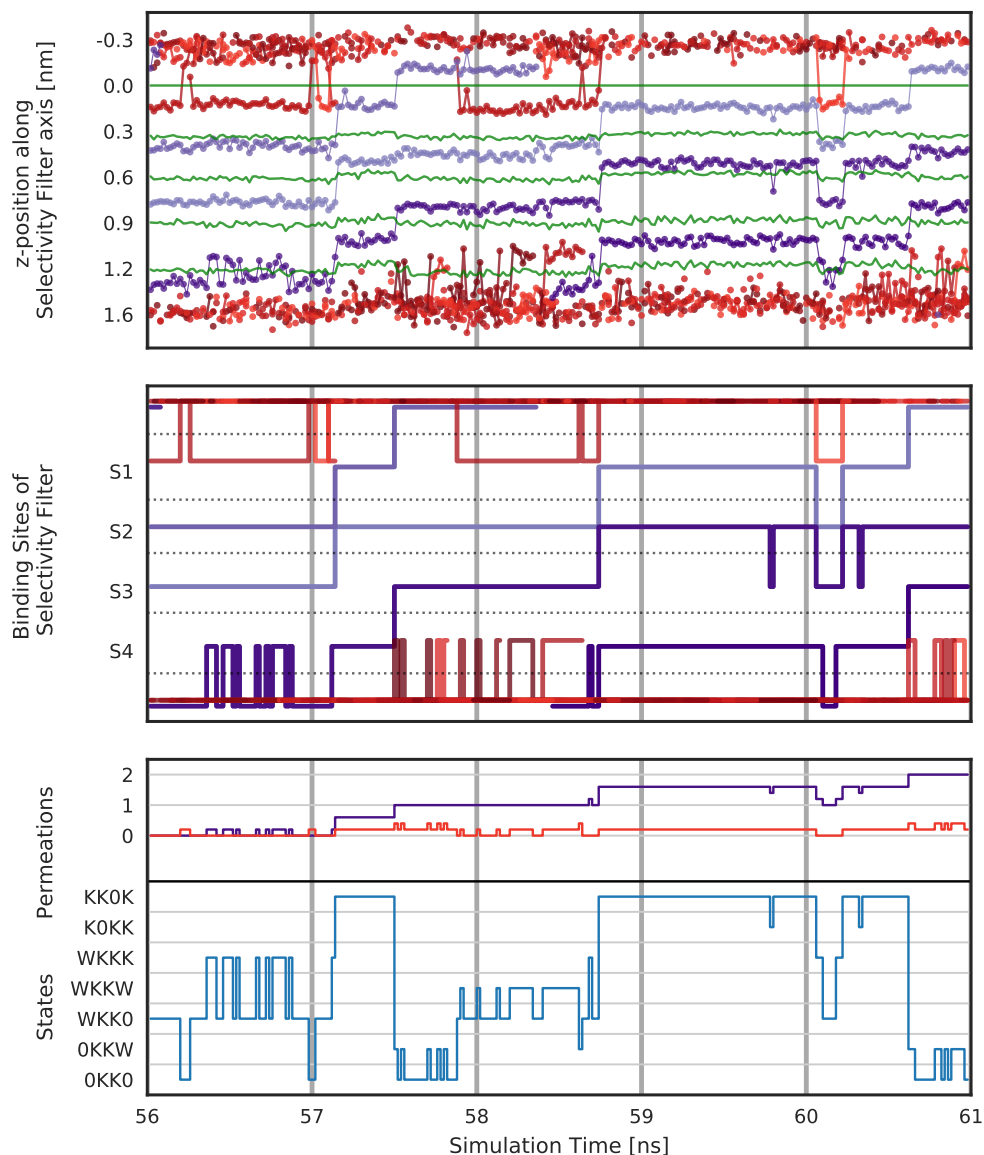 z-position along
Selectivity Filter axis [nm]
-0.3
0.0
0.3
0.6
0.9
1.2
1.6
Binding Sites of
Selectivity Filter
S1
S2
S3
S4
Permeations
2
1
0
States
KK0K
K0KK
WKKK
WKKW
WKK0
0KKW
0KK0
56 57 58 59 60 61
Simulation Time [ns]